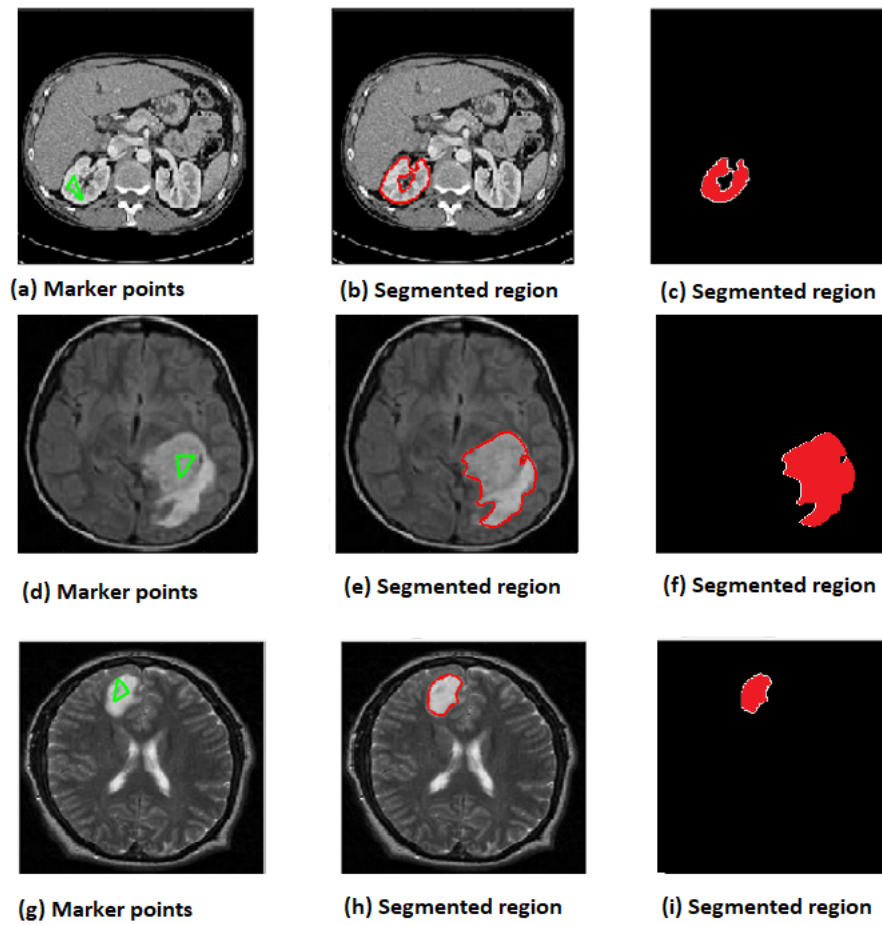 (a) Marker points
(b) Segmented region
(c) Segmented region
(d) Marker points
(e) Segmented region
(f) Segmented region
(g) Marker points
(h) Segmented region
(i) Segmented region